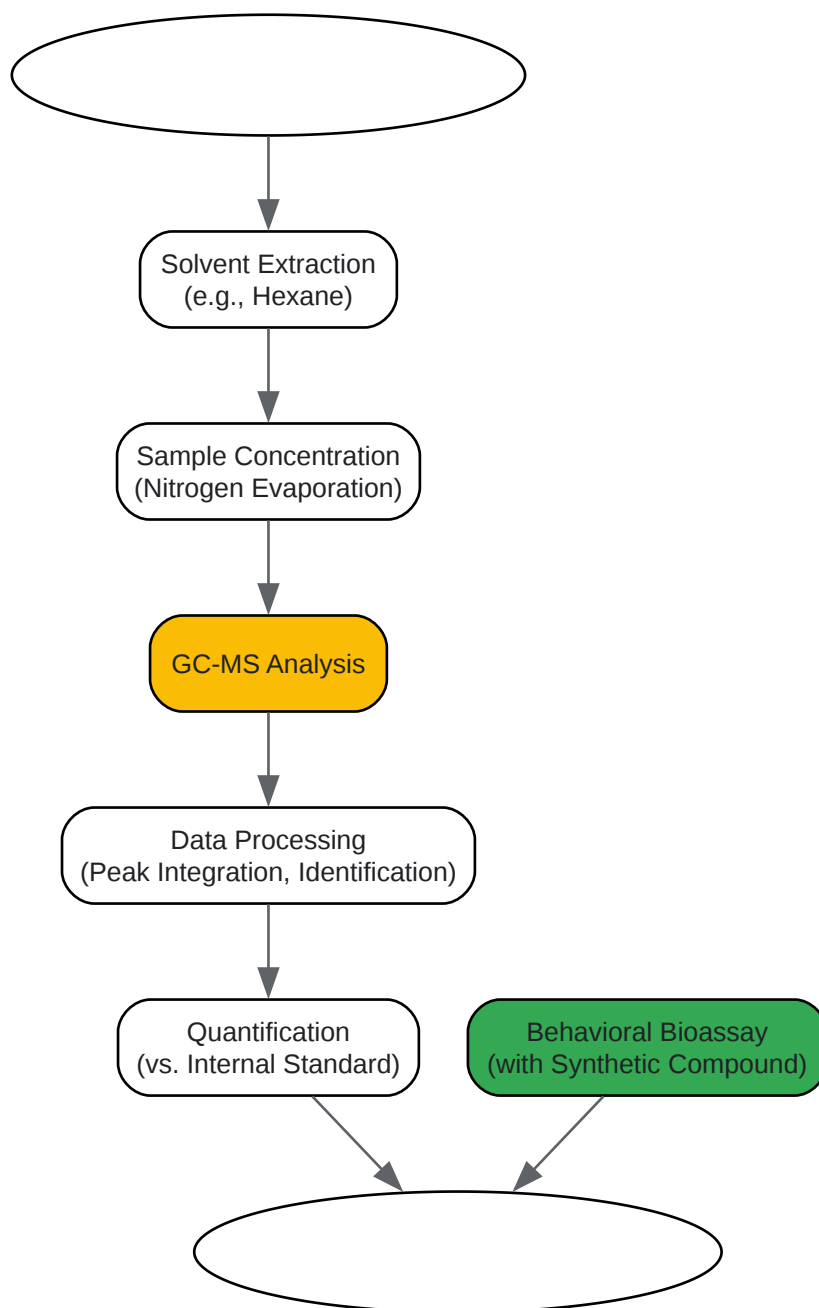 Solvent Extraction
(e.g., Hexane)
Sample Concentration
(Nitrogen Evaporation)
GC-MS Analysis
Data Processing
(Peak Integration, Identification)
Quantification
(vs. Internal Standard)
Behavioral Bioassay
(with Synthetic Compound)